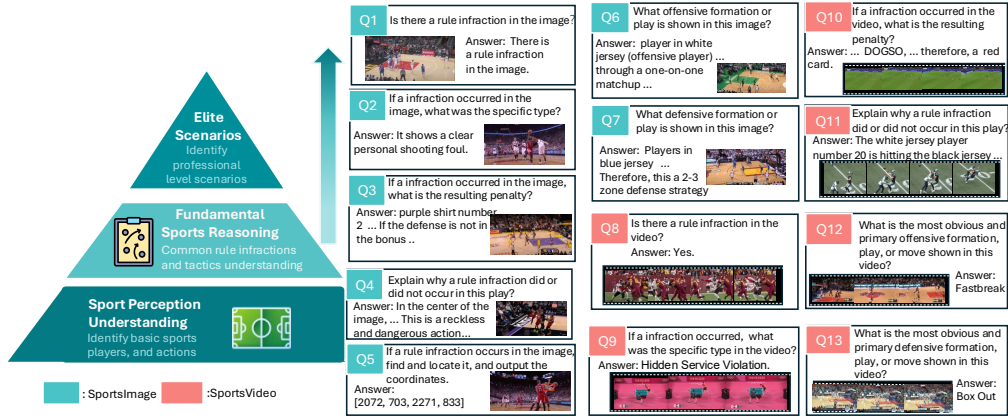 Elite
Scenarios
Identify
professional
level scenarios
Fundamental
Sports Reasoning
Common rule infractions
and tactics understanding
Sport Perception
Understanding
Identify basic sports
players, and actions
: SportsImage
:SportsVideo
Q1
Is there a rule infraction in the image?
Answer: There is
a rule infraction
in the image.
Q2
If a infraction occurred in the
image, what was the specific type?
Answer: It shows a clear
personal shooting foul.
Q3
If a infraction occurred in the image,
what is the resulting penalty?
Answer: purple shirt number
2 ... If the defense is not in
the bonus ..
Q4
Explain why a rule infraction did or
did not occur in this play?
Answer: In the center of the
image, ... This is a reckless
and dangerous action...
Q5
If a rule infraction occurs in the image,
find and locate it, and output the
coordinates.
Answer:
[2072, 703, 2271, 833]
Q6
What offensive formation or
play is shown in this image?
Answer: player in white
jersey (offensive player) ...
through a one-on-one
matchup ...
Q7
What defensive formation or
play is shown in this image?
Answer: Players in
blue jersey ...
Therefore, this a 2-3
zone defense strategy
Q8
Is there a rule infraction in the
video?
Answer: Yes.
Q9
If a infraction occurred, what
was the specific type in the video?
Answer: Hidden Service Violation.
Q10
If a infraction occurred in the
video, what is the resulting
penalty?
Answer: ... DOGSO, ... therefore, a red
card.
Q11
Explain why a rule infraction
did or did not occur in this play?
Answer: The white jersey player
number 20 is hitting the black jersey ...
Q12
What is the most obvious and
primary offensive formation,
play, or move shown in this
video?
Answer:
Fastbreak
Q13
What is the most obvious and
primary defensive formation,
play, or move shown in this
video?
Answer:
Box Out